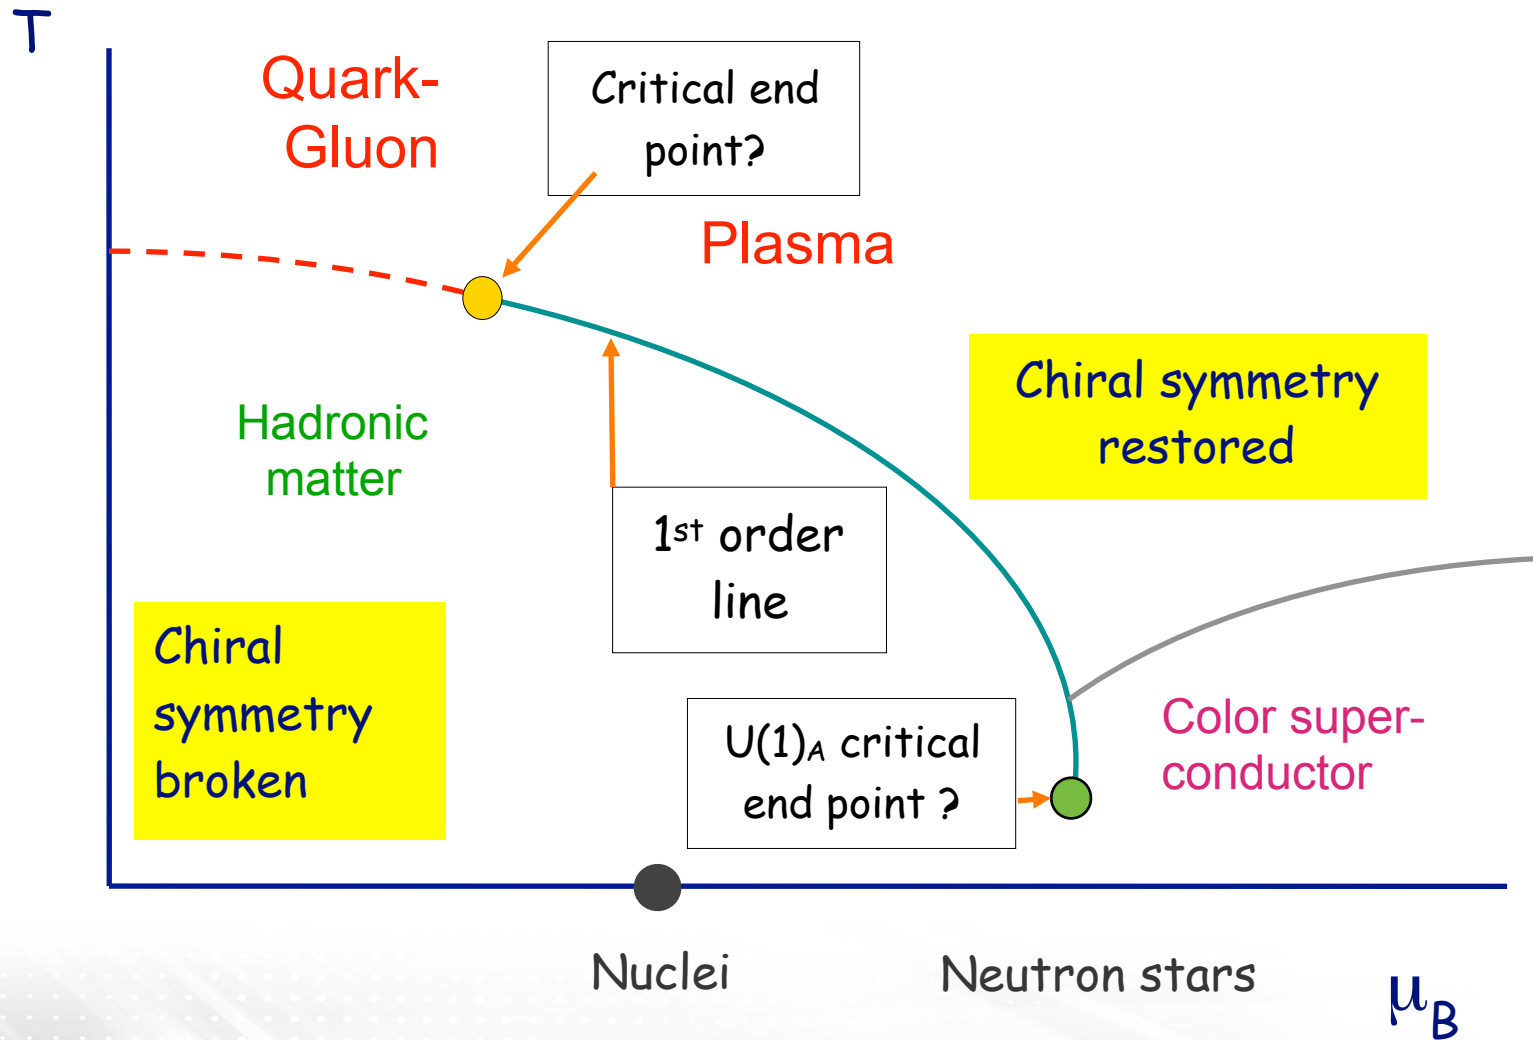 T
Quark-
Gluon
Critical end
point?
Plasma
Chiral symmetry
restored
Hadronic
matter
1st order
line
Chiral
symmetry
broken
U(1)A critical
end point ?
Color super-
conductor
Nuclei
Neutron stars
μB